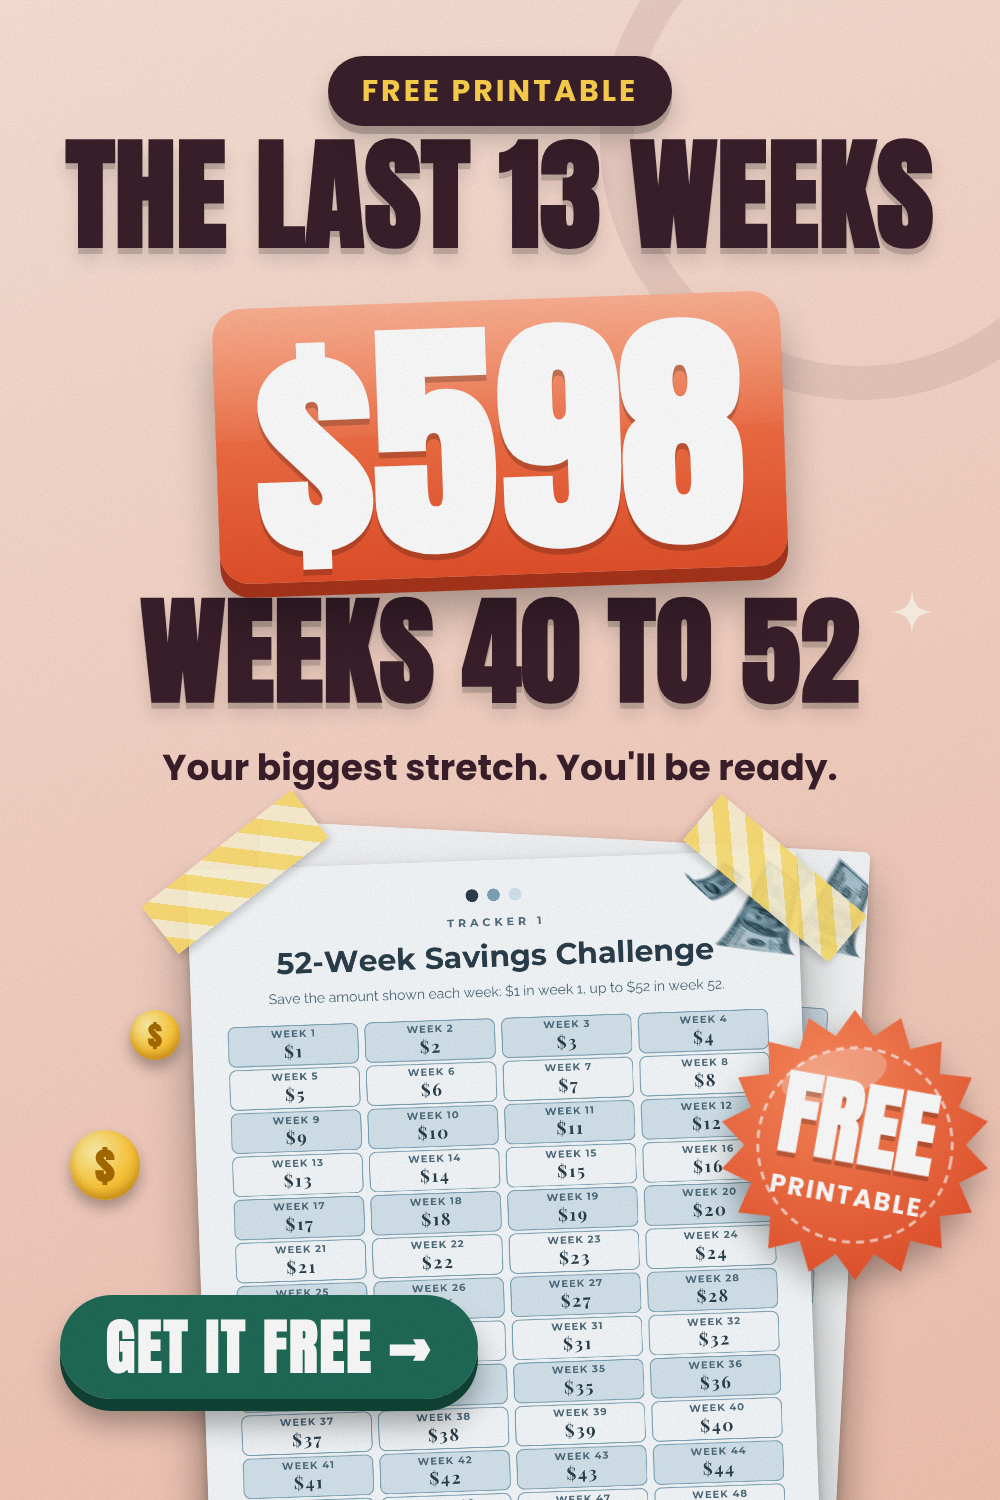 FREE PRINTABLE
THE LAST 13 WEEKS
$598
WEEKS 40 TO 52
Your biggest stretch. You'll be ready.
TRACKER 1
52-Week Savings Challenge
Save the amount shown each week: $1 in week 1, up to $52 in week 52.
WEEK 1 WEEK 2 WEEK 3 WEEK 4
$1 $2 $3 $4
WEEK 5 WEEK 6 WEEK 7 WEEK 8
$5 $6 $7 $8
WEEK 9 WEEK 10 WEEK 11 WEEK 12
$9 $10 $11 $12
WEEK 13 WEEK 14 WEEK 15 WEEK 16
$13 $14 $15 $16
WEEK 17 WEEK 18 WEEK 19 WEEK 20
$17 $18 $19 $20
WEEK 21 WEEK 22 WEEK 23 WEEK 24
$21 $22 $23 $24
WEEK 25 WEEK 26 WEEK 27 WEEK 28
$27 $28
WEEK 31 WEEK 32
$31 $32
WEEK 35 WEEK 36
$35 $36
WEEK 37 WEEK 38 WEEK 39 WEEK 40
$37 $38 $39 $40
WEEK 41 WEEK 42 WEEK 43 WEEK 44
$41 $42 $43 $44
WEEK 47 WEEK 48
$
$
FREE
PRINTABLE
GET IT FREE →